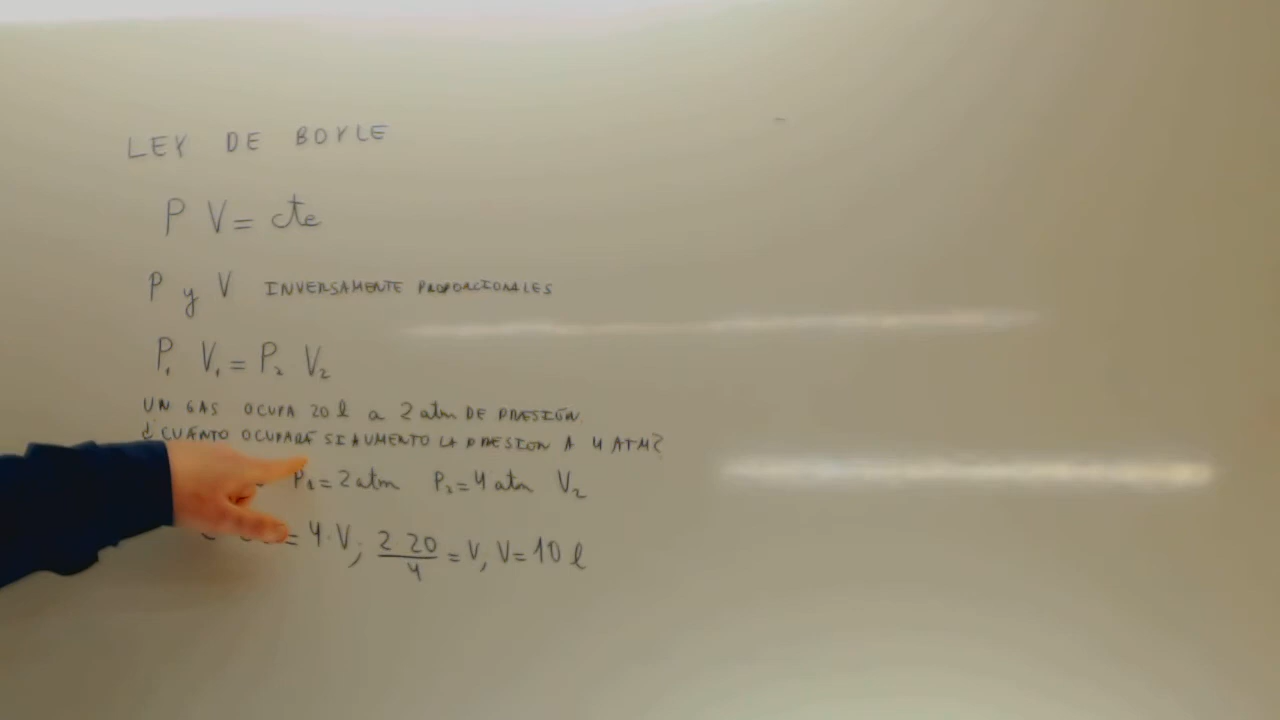 LEY DE BOYLE
P V = cte
P y V INVERSAMENTE PROPORCIONALES
P₁ V₁ = P₂ V₂
UN GAS OCUPA 20 l a 2 atm DE PRESIÓN.
¿CUÁNTO OCUPARÁ SI AUMENTO LA PRESION A 4 ATM?
P₁ = 2 atm P₂ = 4 atm V₂
= 4·V; 2 20 / 4 = V, V = 10 l